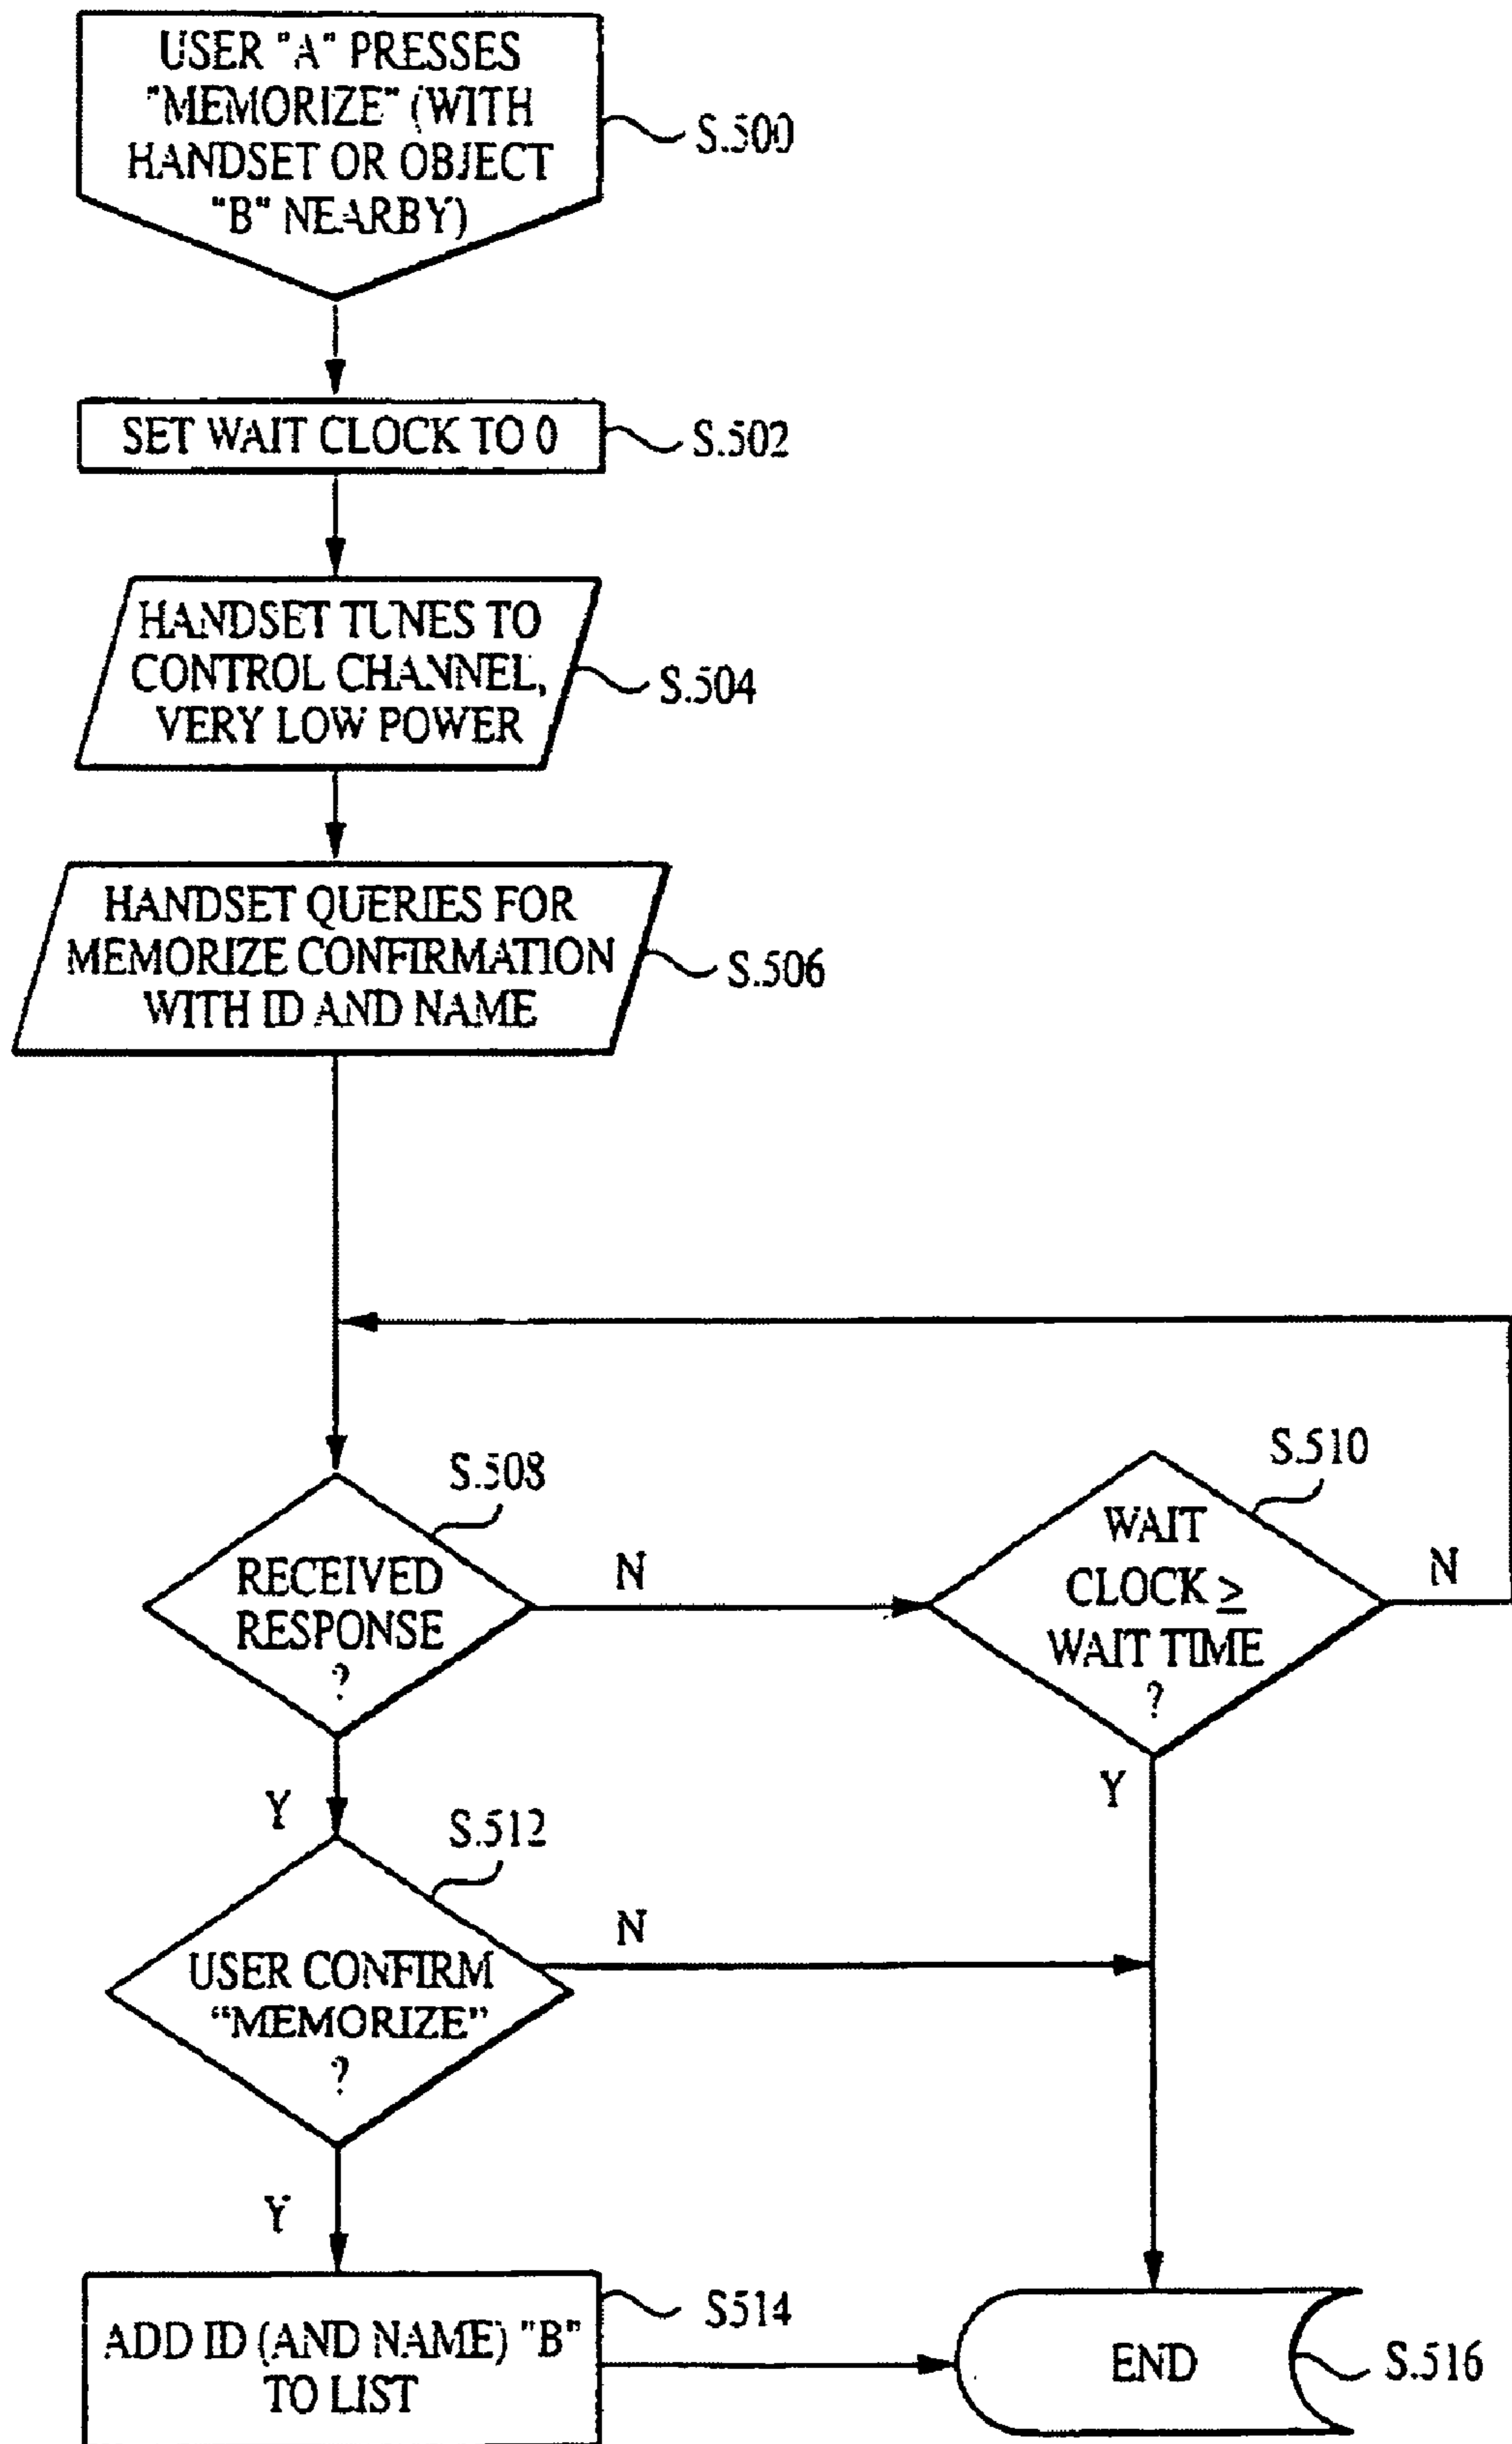 USER "A" PRESSES
"MEMORIZE" (WITH
HANDSET OR OBJECT
"B" NEARBY)
S.500
SET WAIT CLOCK TO 0
S.502
HANDSET TUNES TO
CONTROL CHANNEL,
VERY LOW POWER
S.504
HANDSET QUERIES FOR
MEMORIZE CONFIRMATION
WITH ID AND NAME
S.506
S.508
RECEIVED
RESPONSE
?
N
Y
S.510
WAIT
CLOCK ≥
WAIT TIME
?
N
Y
S.512
USER CONFIRM
“MEMORIZE”
?
N
Y
ADD ID (AND NAME) "B"
TO LIST
S514
END
S.516